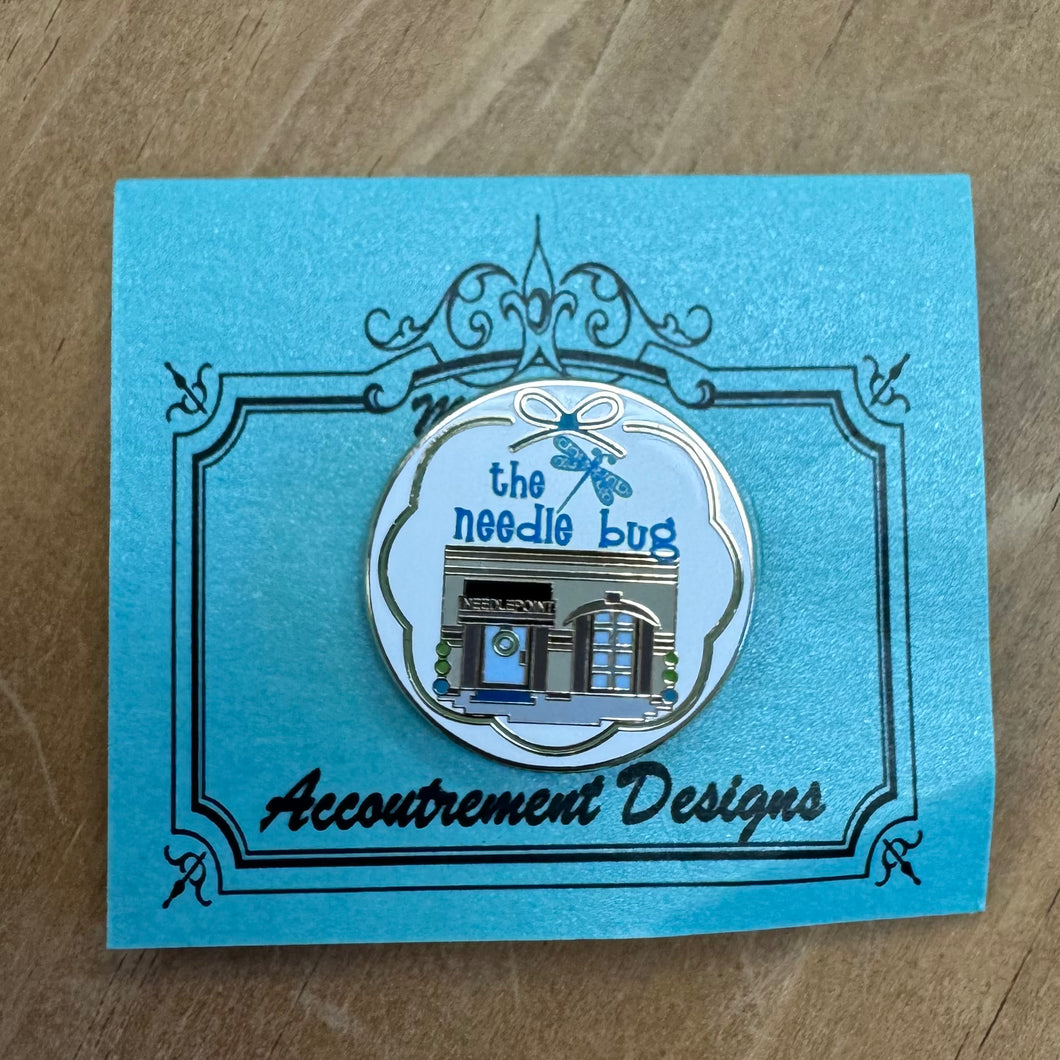 the
needle bug
NEEDLEPOINT
Accoutrement Designs